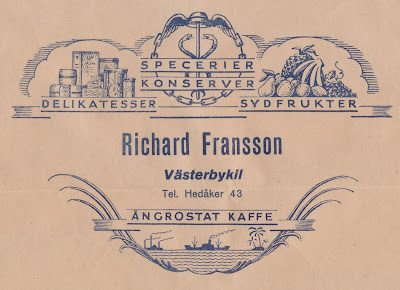 SPECERIER
KONSERVER
DELIKATESSER SYDFRUKTER
Richard Fransson
Västerbykil
Tel. Hedåker 43
ÅNGROSTAT KAFFE